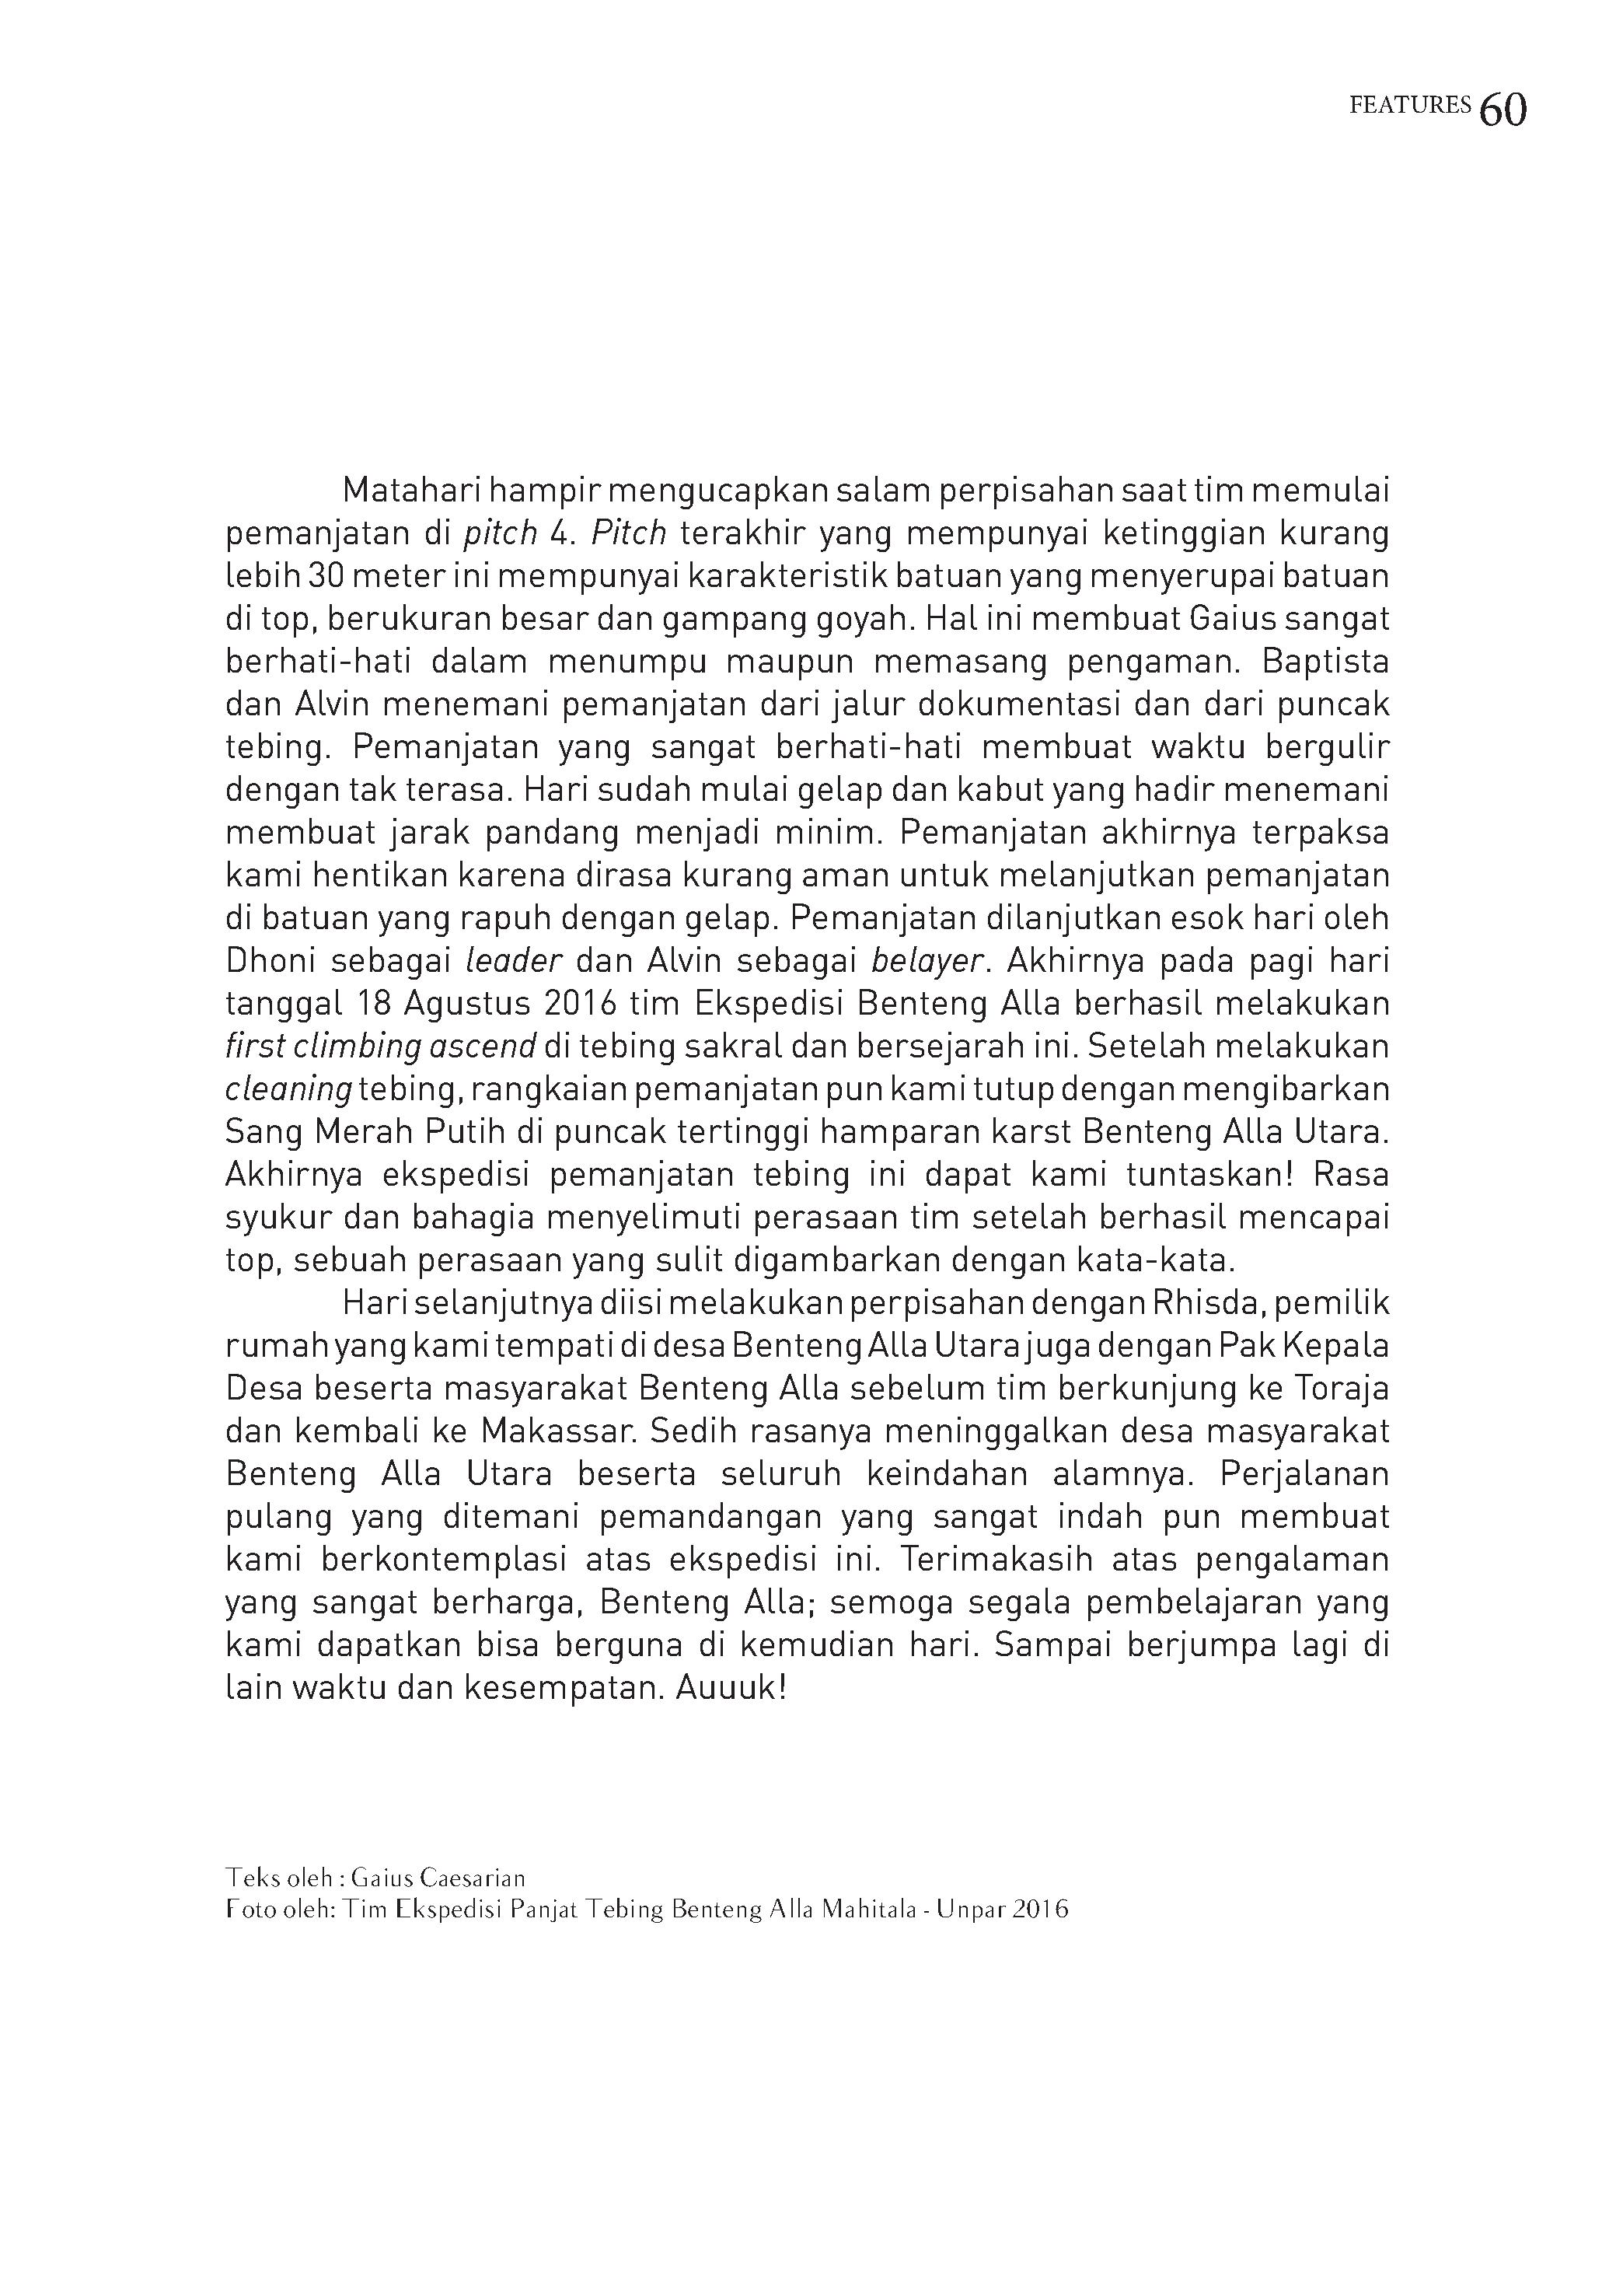 FEATURES 60
Matahari hampir mengucapkan salam perpisahan saat tim memulai
pemanjatan di pitch 4. Pitch terakhir yang mempunyai ketinggian kurang
lebih 30 meter ini mempunyai karakteristik batuan yang menyerupai batuan
di top, berukuran besar dan gampang goyah. Hal ini membuat Gaius sangat
berhati-hati dalam menumpu maupun memasang pengaman. Baptista
dan Alvin menemani pemanjatan dari jalur dokumentasi dan dari puncak
tebing. Pemanjatan yang sangat berhati-hati membuat waktu bergulir
dengan tak terasa. Hari sudah mulai gelap dan kabut yang hadir menemani
membuat jarak pandang menjadi minim. Pemanjatan akhirnya terpaksa
kami hentikan karena dirasa kurang aman untuk melanjutkan pemanjatan
di batuan yang rapuh dengan gelap. Pemanjatan dilanjutkan esok hari oleh
Dhoni sebagai leader dan Alvin sebagai belayer. Akhirnya pada pagi hari
tanggal 18 Agustus 2016 tim Ekspedisi Benteng Alla berhasil melakukan
first climbing ascend di tebing sakral dan bersejarah ini. Setelah melakukan
cleaning tebing, rangkaian pemanjatan pun kami tutup dengan mengibarkan
Sang Merah Putih di puncak tertinggi hamparan karst Benteng Alla Utara.
Akhirnya ekspedisi pemanjatan tebing ini dapat kami tuntaskan! Rasa
syukur dan bahagia menyelimuti perasaan tim setelah berhasil mencapai
top, sebuah perasaan yang sulit digambarkan dengan kata-kata.
Hari selanjutnya diisi melakukan perpisahan dengan Rhisda, pemilik
rumah yang kami tempati di desa Benteng Alla Utara juga dengan Pak Kepala
Desa beserta masyarakat Benteng Alla sebelum tim berkunjung ke Toraja
dan kembali ke Makassar. Sedih rasanya meninggalkan desa masyarakat
Benteng Alla Utara beserta seluruh keindahan alamnya. Perjalanan
pulang yang ditemani pemandangan yang sangat indah pun membuat
kami berkontemplasi atas ekspedisi ini. Terimakasih atas pengalaman
yang sangat berharga, Benteng Alla; semoga segala pembelajaran yang
kami dapatkan bisa berguna di kemudian hari. Sampai berjumpa lagi di
lain waktu dan kesempatan. Auuuk!
Teks oleh : Gaius Caesarian
Foto oleh: Tim Ekspedisi Panjat Tebing Benteng Alla Mahitala - Unpar 2016